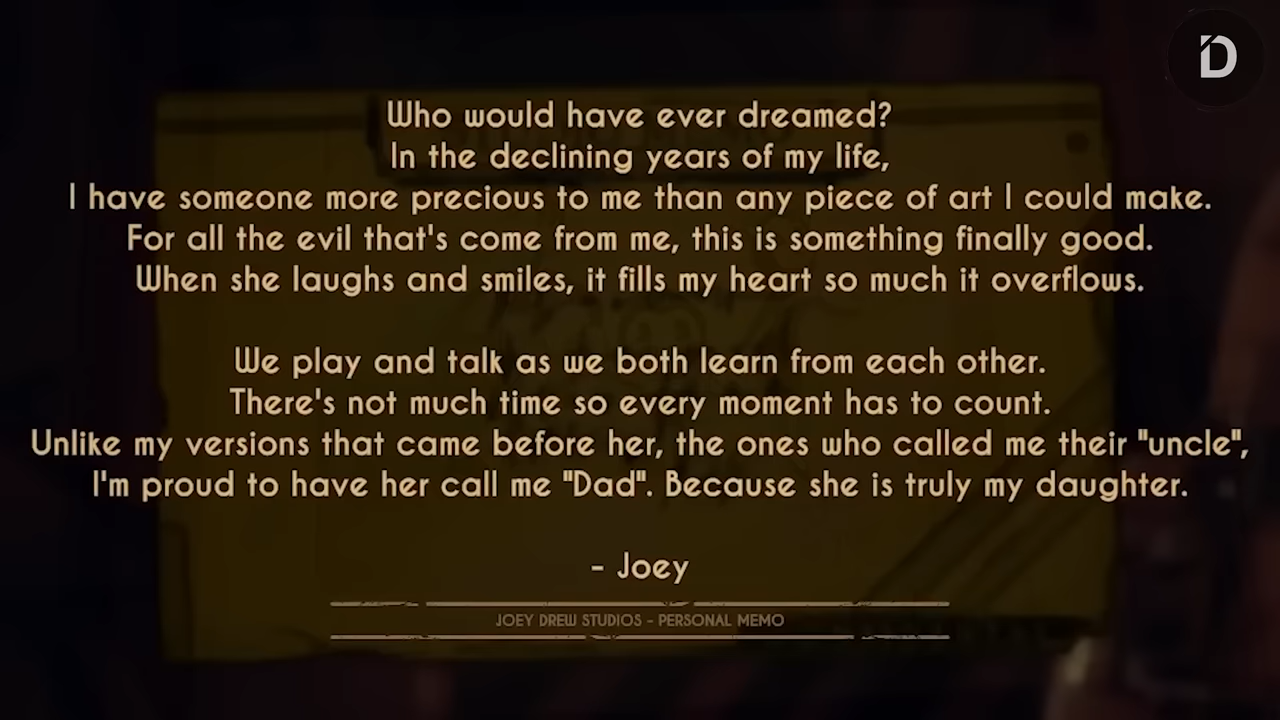 Who would have ever dreamed?
In the declining years of my life,
I have someone more precious to me than any piece of art I could make.
For all the evil that's come from me, this is something finally good.
When she laughs and smiles, it fills my heart so much it overflows.
We play and talk as we both learn from each other.
There's not much time so every moment has to count.
Unlike my versions that came before her, the ones who called me their "uncle",
I'm proud to have her call me "Dad". Because she is truly my daughter.
- Joey
JOEY DREW STUDIOS - PERSONAL MEMO